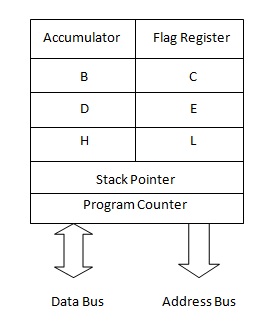 Accumulator Flag Register
B C
D E
H L
Stack Pointer
Program Counter
Data Bus Address Bus